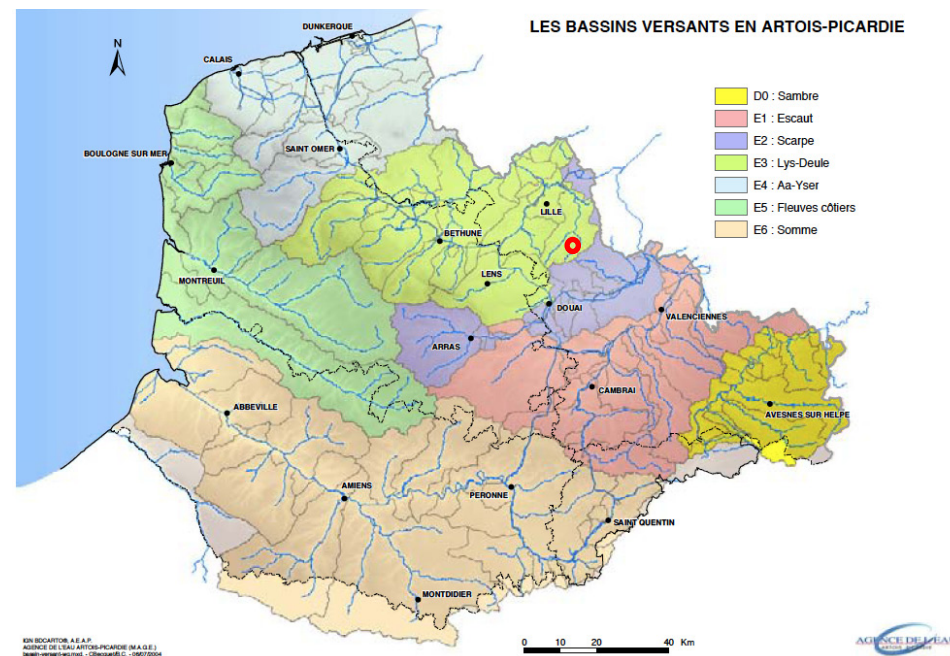 LES BASSINS VERSANTS EN ARTOIS-PICARDIE
N
DUNKERQUE
CALAIS
D0 : Sambre
E1 : Escaut
E2 : Scarpe
E3 : Lys-Deule
E4 : Aa-Yser
E5 : Fleuves côtiers
E6 : Somme
SAINT OMER
BOULOGNE SUR MER
LILLE
BETHUNE
LENS
MONTREUIL
DOUAI
VALENCIENNES
ARRAS
CAMBRAI
AVESNES SUR HELPE
ABBEVILLE
AMIENS
PERONNE
SAINT QUENTIN
MONTDIDIER
0 10 20 40 Km
AGENCE DE L'EAU
ARTOIS - PICARDIE
IGN BDCARTO®, A.E.A.P.
AGENCE DE L'EAU ARTOIS-PICARDIE (M.A.G.E.)